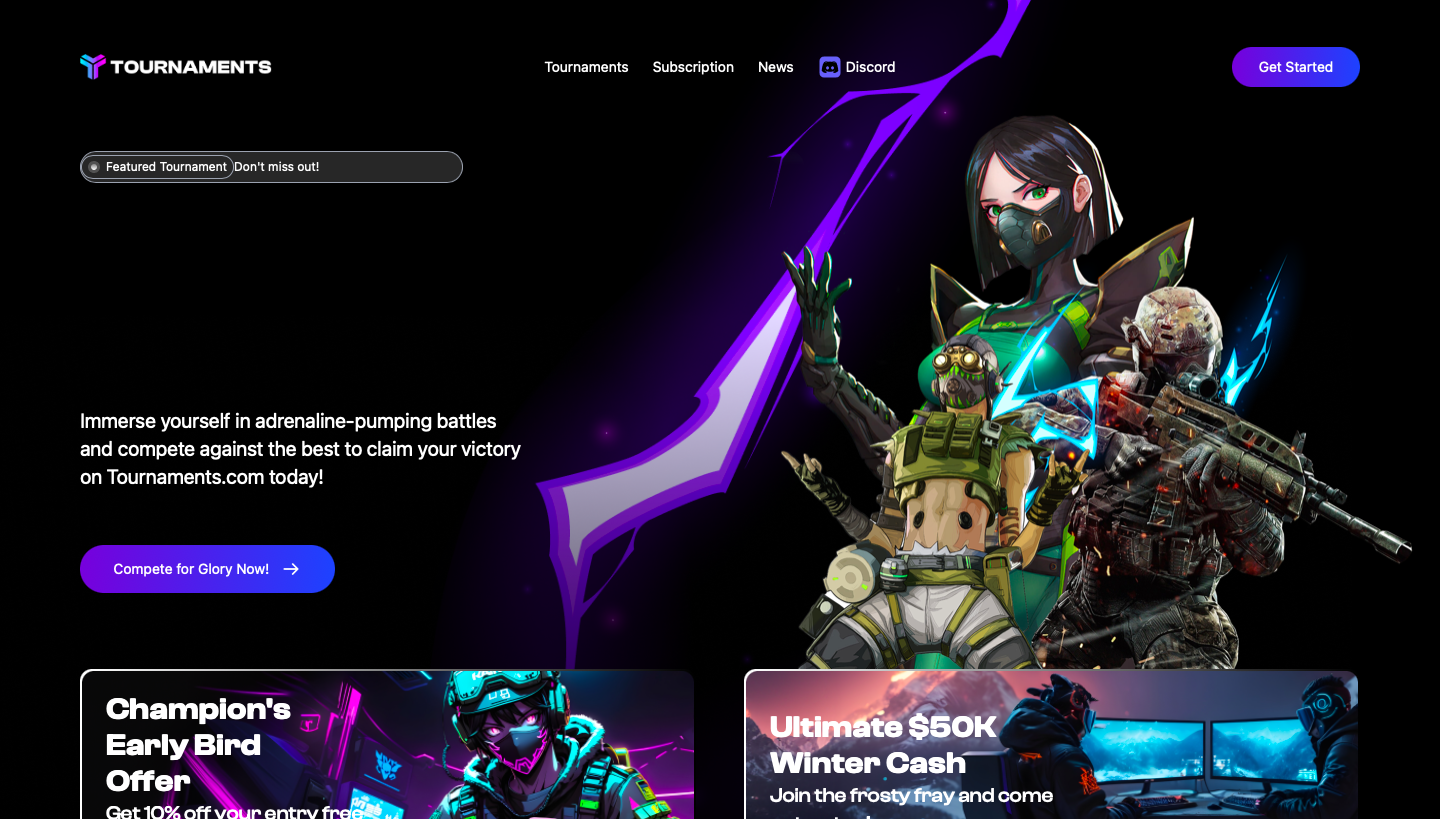 TOURNAMENTS
Tournaments Subscription News Discord
Get Started
Featured Tournament Don't miss out!
Immerse yourself in adrenaline-pumping battles
and compete against the best to claim your victory
on Tournaments.com today!
Compete for Glory Now!
Champion's
Early Bird
Offer
Get 10% off your entry free
Ultimate $50K
Winter Cash
Join the frosty fray and come